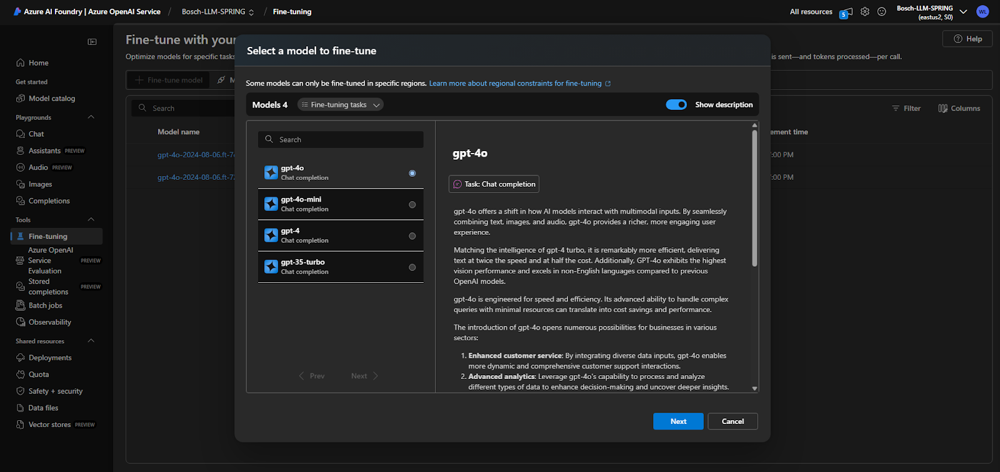 Azure AI Foundry | Azure OpenAI Service / Bosch-LLM-SPRING / Fine-tuning
All resources
5
Bosch-LLM-SPRING
(eastus2, S0)
WL
Home
Get started
Model catalog
Playgrounds
Chat
Assistants PREVIEW
Audio PREVIEW
Images
Completions
Tools
Fine-tuning
Azure OpenAI
Service PREVIEW
Evaluation
Stored
completions PREVIEW
Batch jobs
Observability
Shared resources
Deployments
Quota
Safety + security
Data files
Vector stores PREVIEW
Fine-tune with your
Help
Optimize models for specific tasks
is sent—and tokens processed—per call.
Fine-tune model
M
Search
Filter
Columns
Model name
ement time
gpt-4o-2024-08-06.ft-7
:00 PM
gpt-4o-2024-08-06.ft-7
:00 PM
Select a model to fine-tune
Some models can only be fine-tuned in specific regions. Learn more about regional constraints for fine-tuning
Models 4
Fine-tuning tasks
Show description
Search
gpt-4o
Chat completion
gpt-4o-mini
Chat completion
gpt-4
Chat completion
gpt-35-turbo
Chat completion
Prev
Next
gpt-4o
Task: Chat completion
gpt-4o offers a shift in how AI models interact with multimodal inputs. By seamlessly
combining text, images, and audio, gpt-4o provides a richer, more engaging user
experience.
Matching the intelligence of gpt-4 turbo, it is remarkably more efficient, delivering
text at twice the speed and at half the cost. Additionally, GPT-4o exhibits the highest
vision performance and excels in non-English languages compared to previous
OpenAI models.
gpt-4o is engineered for speed and efficiency. Its advanced ability to handle complex
queries with minimal resources can translate into cost savings and performance.
The introduction of gpt-4o opens numerous possibilities for businesses in various
sectors:
1. Enhanced customer service: By integrating diverse data inputs, gpt-4o enables
more dynamic and comprehensive customer support interactions.
2. Advanced analytics: Leverage gpt-4o's capability to process and analyze
different types of data to enhance decision-making and uncover deeper insights.
Next
Cancel